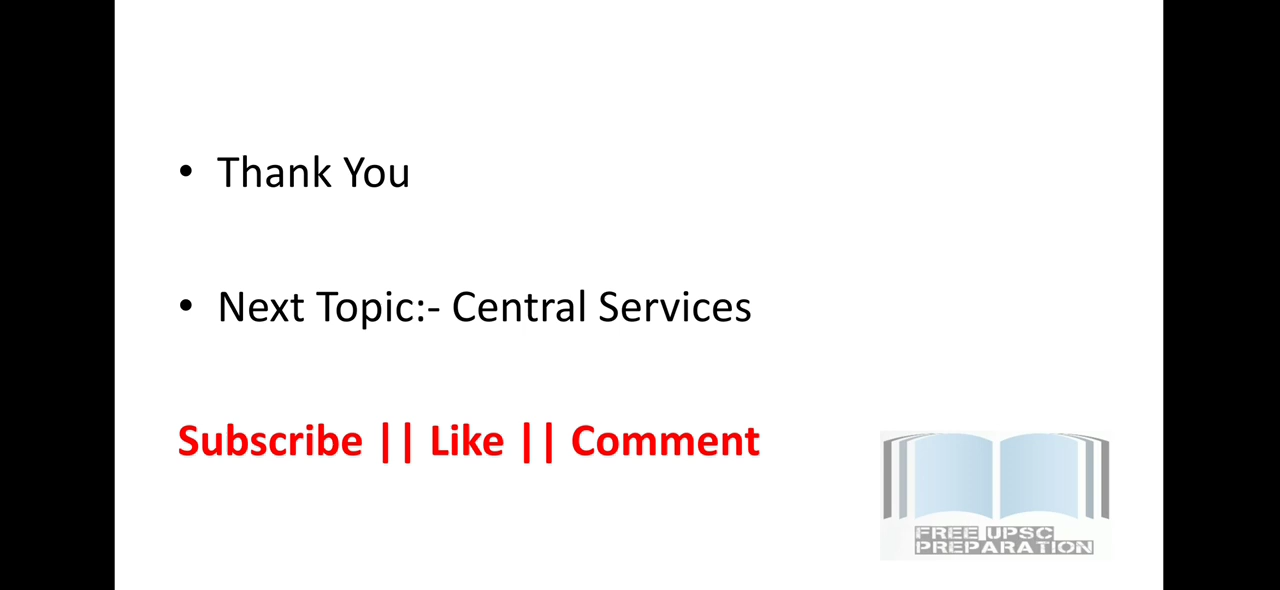 • Thank You
• Next Topic:- Central Services
Subscribe || Like || Comment
FREE UPSC
PREPARATION